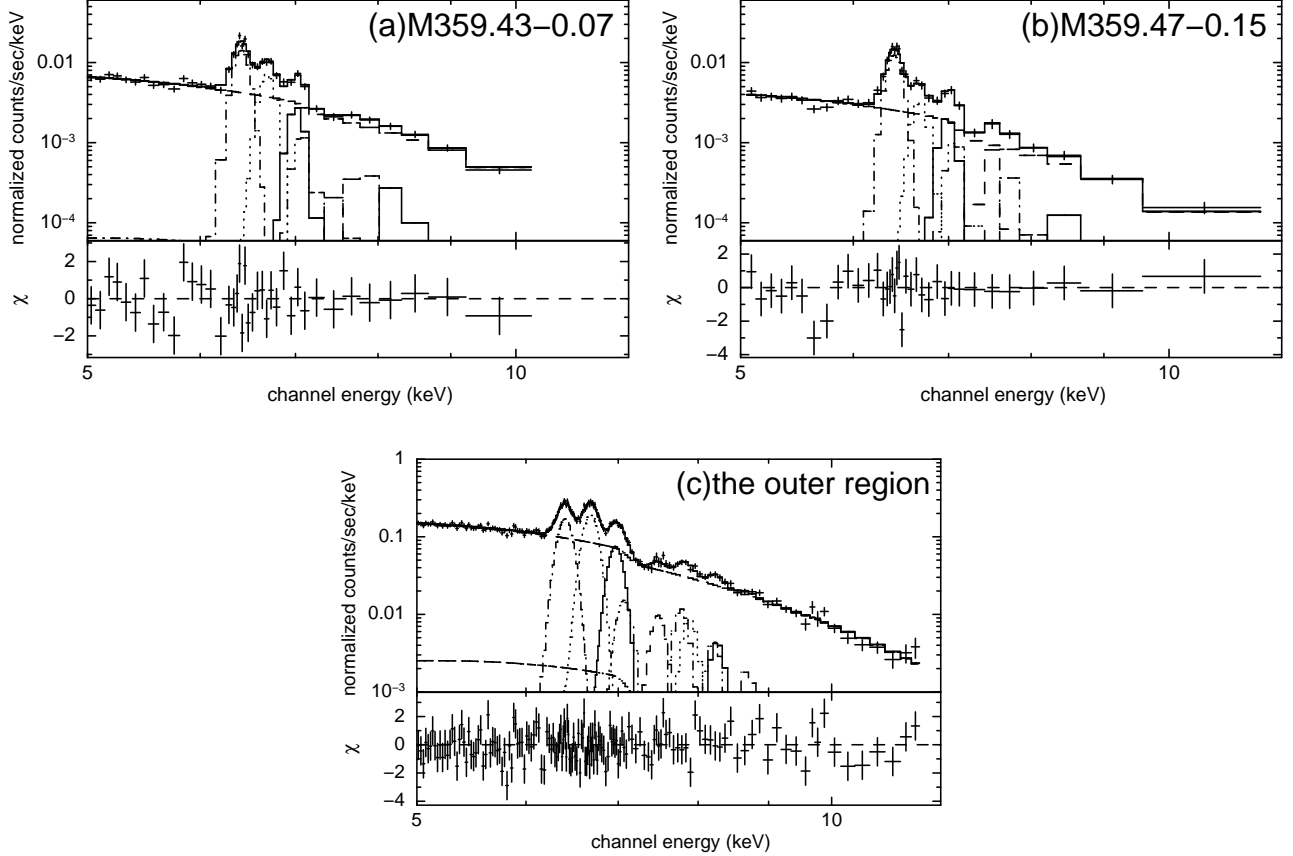 (a)M359.43−0.07
normalized counts/sec/keV
0.01
10⁻³
10⁻⁴
χ
2
0
−2
5
10
channel energy (keV)
(b)M359.47−0.15
normalized counts/sec/keV
0.01
10⁻³
10⁻⁴
χ
2
0
−2
−4
5
10
channel energy (keV)
(c)the outer region
normalized counts/sec/keV
1
0.1
0.01
10⁻³
χ
2
0
−2
−4
5
10
channel energy (keV)